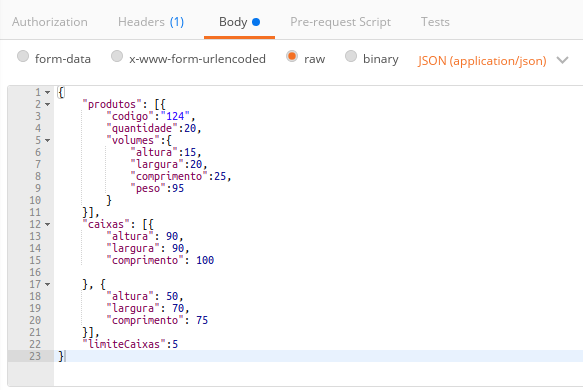 Authorization Headers (1) Body Pre-request Script Tests
form-data x-www-form-urlencoded raw binary JSON (application/json)
1 {
2 "produtos": [{
3 "codigo":"124",
4 "quantidade":20,
5 "volumes":{
6 "altura":15,
7 "largura":20,
8 "comprimento":25,
9 "peso":95
10 }
11 }],
12 "caixas": [{
13 "altura": 90,
14 "largura": 90,
15 "comprimento": 100
16
17 }, {
18 "altura": 50,
19 "largura": 70,
20 "comprimento": 75
21 }],
22 "limiteCaixas":5
23 }